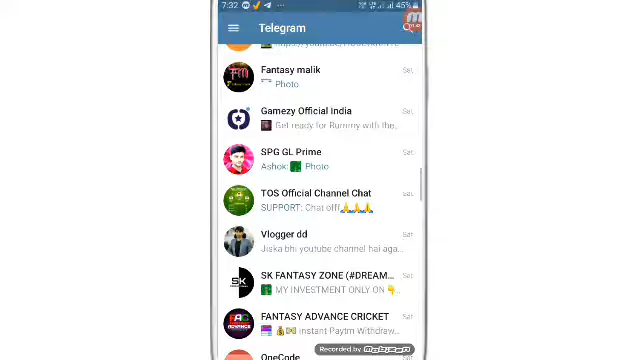 7:32
45%
Telegram
Fantasy malik
Sat
Photo
Gamezy Official India
Sat
Get ready for Rummy with the...
SPG GL Prime
Sat
Ashok: Photo
TOS Official Channel Chat
Sat
SUPPORT: Chat offf🙏🙏🙏
Vlogger dd
Sat
Jiska bhi youtube channel hai aga...
SK FANTASY ZONE (#DREAM...
Sat
MY INVESTMENT ONLY ON 👇
FANTASY ADVANCE CRICKET
Sat
💰💵 Instant Paytm Withdraw...
OneCode
Recorded by mobizen